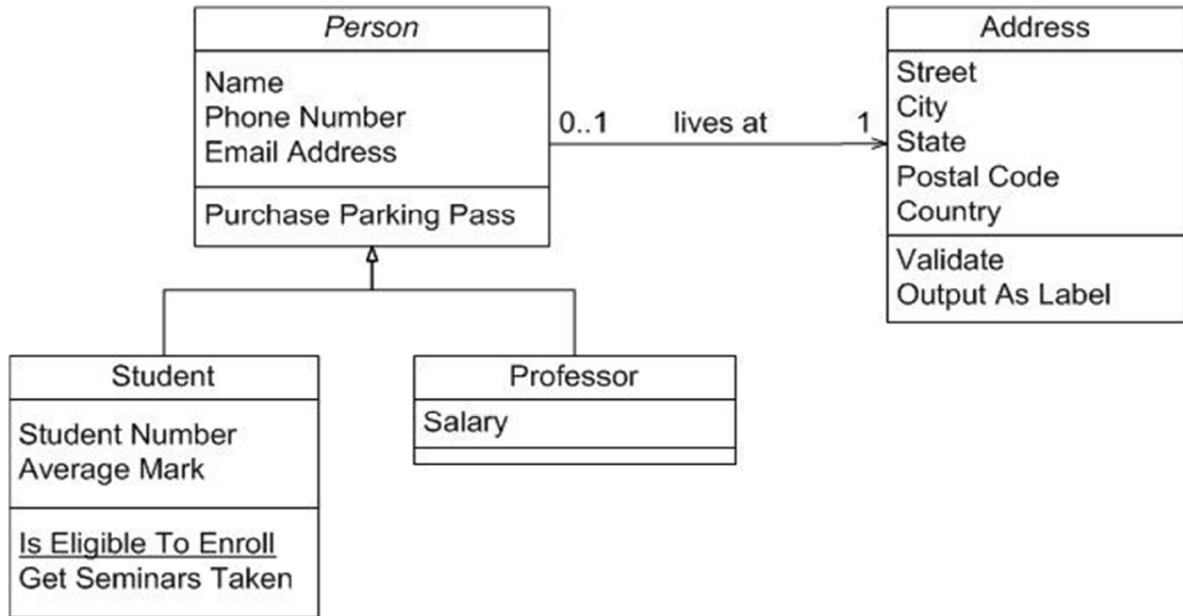 Person
Name
Phone Number
Email Address
Purchase Parking Pass
0..1 lives at 1
Address
Street
City
State
Postal Code
Country
Validate
Output As Label
Student
Student Number
Average Mark
Is Eligible To Enroll
Get Seminars Taken
Professor
Salary